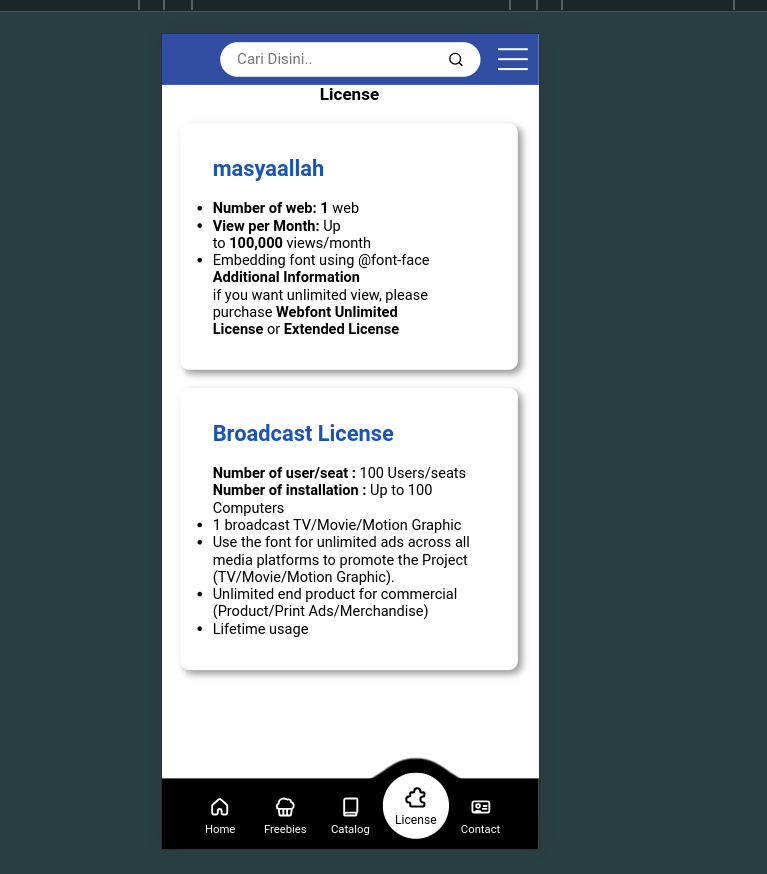 Cari Disini..
License
masyaallah
• Number of web: 1 web
• View per Month: Up
to 100,000 views/month
• Embedding font using @font-face
Additional Information
if you want unlimited view, please
purchase Webfont Unlimited
License or Extended License
Broadcast License
Number of user/seat : 100 Users/seats
Number of installation : Up to 100
Computers
• 1 broadcast TV/Movie/Motion Graphic
• Use the font for unlimited ads across all
media platforms to promote the Project
(TV/Movie/Motion Graphic).
• Unlimited end product for commercial
(Product/Print Ads/Merchandise)
• Lifetime usage
Home Freebies Catalog License Contact